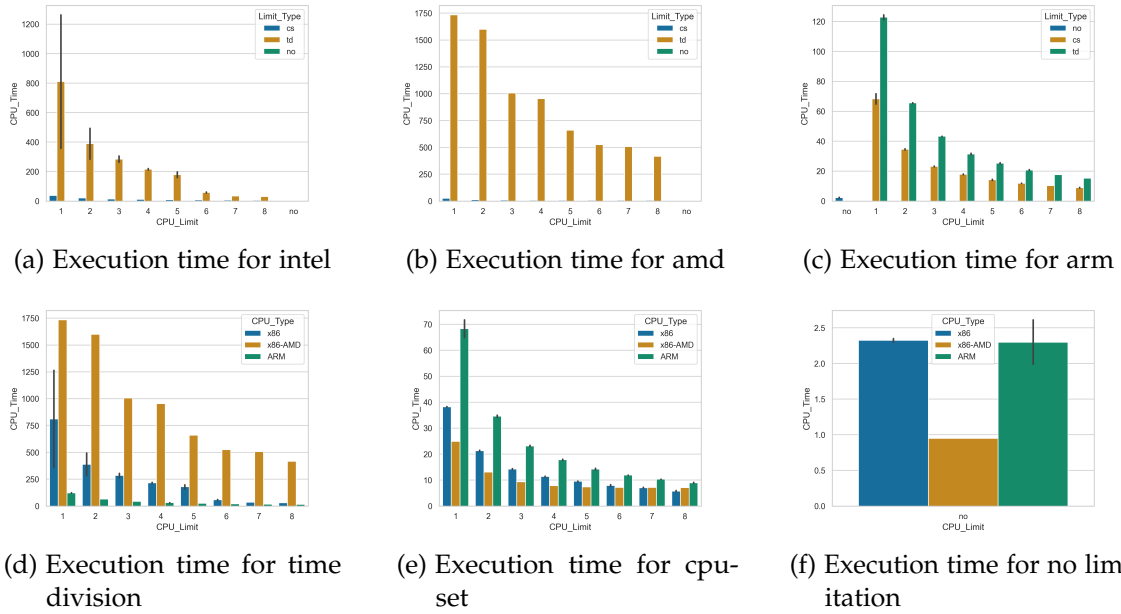 Limit_Type
cs
td
no
CPU_Time
1200
1000
800
600
400
200
0
1 2 3 4 5 6 7 8 no
CPU_Limit
(a) Execution time for intel
Limit_Type
cs
td
no
CPU_Time
1750
1500
1250
1000
750
500
250
0
1 2 3 4 5 6 7 8 no
CPU_Limit
(b) Execution time for amd
Limit_Type
no
cs
td
CPU_Time
120
100
80
60
40
20
0
no 1 2 3 4 5 6 7 8
CPU_Limit
(c) Execution time for arm
CPU_Type
x86
x86-AMD
ARM
CPU_Time
1750
1500
1250
1000
750
500
250
0
1 2 3 4 5 6 7 8
CPU_Limit
(d) Execution time for time
division
CPU_Type
x86
x86-AMD
ARM
CPU_Time
70
60
50
40
30
20
10
0
1 2 3 4 5 6 7 8
CPU_Limit
(e) Execution time for cpu-
set
CPU_Type
x86
x86-AMD
ARM
CPU_Time
2.5
2.0
1.5
1.0
0.5
0.0
no
CPU_Limit
(f) Execution time for no lim
itation